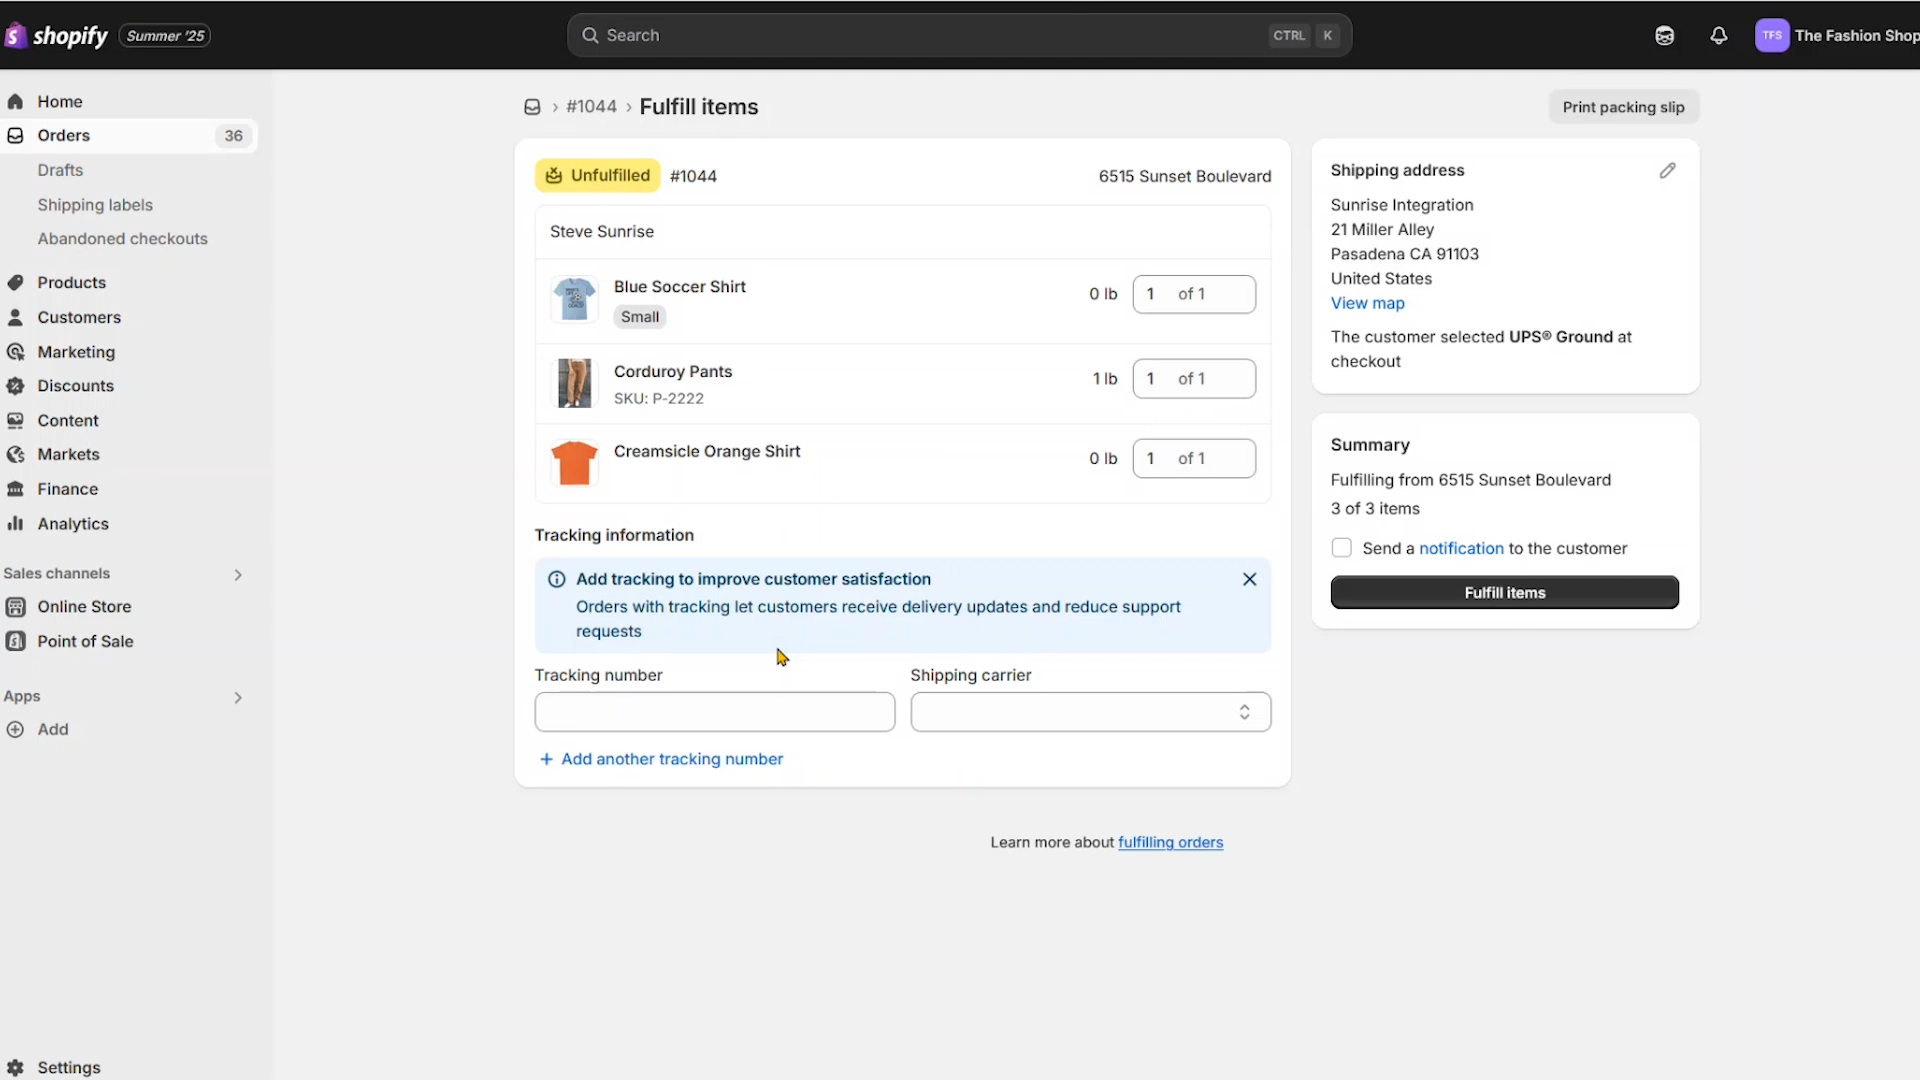 shopify Summer '25
Search CTRL K
TFS The Fashion Shop
Home
Orders 36
Drafts
Shipping labels
Abandoned checkouts
Products
Customers
Marketing
Discounts
Content
Markets
Finance
Analytics
Sales channels
Online Store
Point of Sale
Apps
Add
Settings
#1044 Fulfill items
Print packing slip
Unfulfilled #1044 6515 Sunset Boulevard
Steve Sunrise
Blue Soccer Shirt 0 lb 1 of 1
Small
Corduroy Pants 1 lb 1 of 1
SKU: P-2222
Creamsicle Orange Shirt 0 lb 1 of 1
Tracking information
Add tracking to improve customer satisfaction
Orders with tracking let customers receive delivery updates and reduce support
requests
Tracking number Shipping carrier
+ Add another tracking number
Shipping address
Sunrise Integration
21 Miller Alley
Pasadena CA 91103
United States
View map
The customer selected UPS® Ground at
checkout
Summary
Fulfilling from 6515 Sunset Boulevard
3 of 3 items
Send a notification to the customer
Fulfill items
Learn more about fulfilling orders